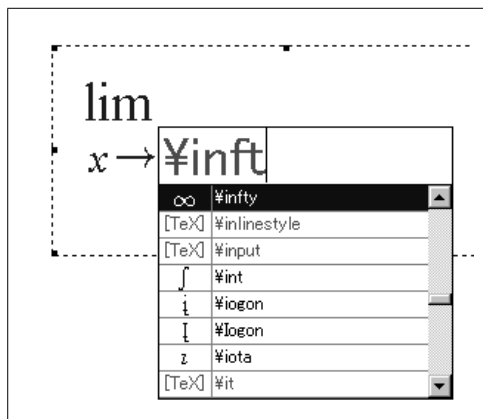 lim
x→¥inft
∞ ¥infty
[TeX] ¥inlinestyle
[TeX] ¥input
∫ ¥int
į ¥iogon
Į ¥Iogon
ι ¥iota
[TeX] ¥it